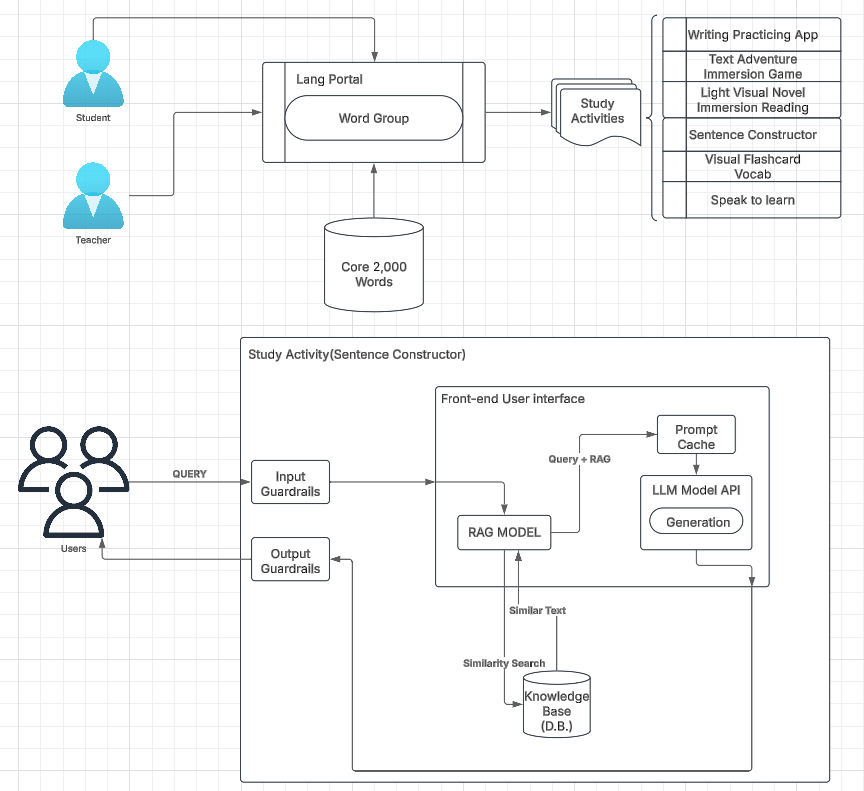 Student
Teacher
Lang Portal
Word Group
Core 2,000
Words
Study
Activities
Writing Practicing App
Text Adventure
Immersion Game
Light Visual Novel
Immersion Reading
Sentence Constructor
Visual Flashcard
Vocab
Speak to learn
Study Activity(Sentence Constructor)
Front-end User interface
Users
QUERY
Input
Guardrails
Output
Guardrails
RAG MODEL
Query + RAG
Prompt
Cache
LLM Model API
Generation
Similar Text
Similarity Search
Knowledge
Base
(D.B.)